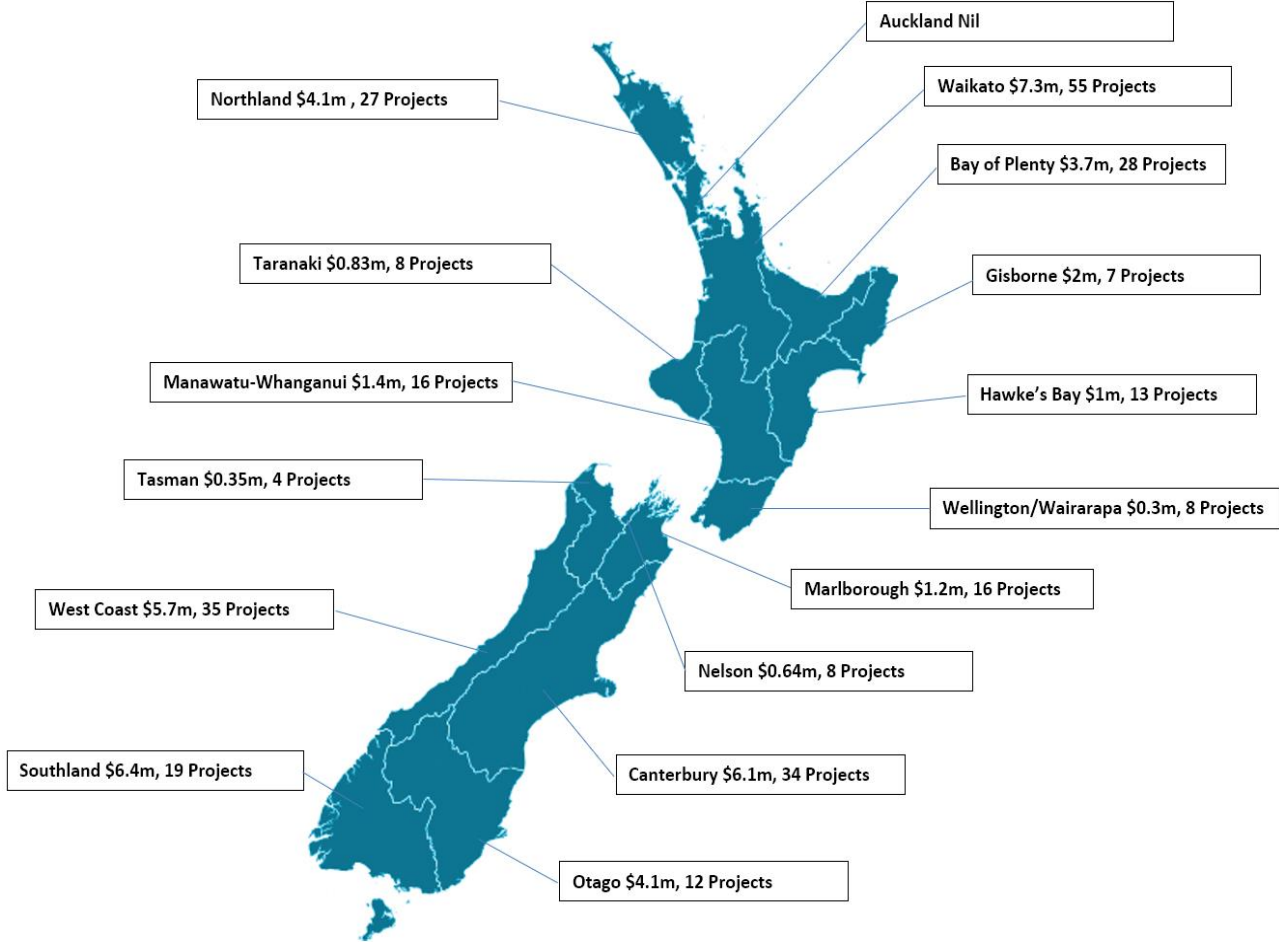 Auckland Nil
Waikato $7.3m, 55 Projects
Northland $4.1m , 27 Projects
Bay of Plenty $3.7m, 28 Projects
Taranaki $0.83m, 8 Projects
Gisborne $2m, 7 Projects
Manawatu-Whanganui $1.4m, 16 Projects
Hawke’s Bay $1m, 13 Projects
Tasman $0.35m, 4 Projects
Wellington/Wairarapa $0.3m, 8 Projects
Marlborough $1.2m, 16 Projects
West Coast $5.7m, 35 Projects
Nelson $0.64m, 8 Projects
Southland $6.4m, 19 Projects
Canterbury $6.1m, 34 Projects
Otago $4.1m, 12 Projects